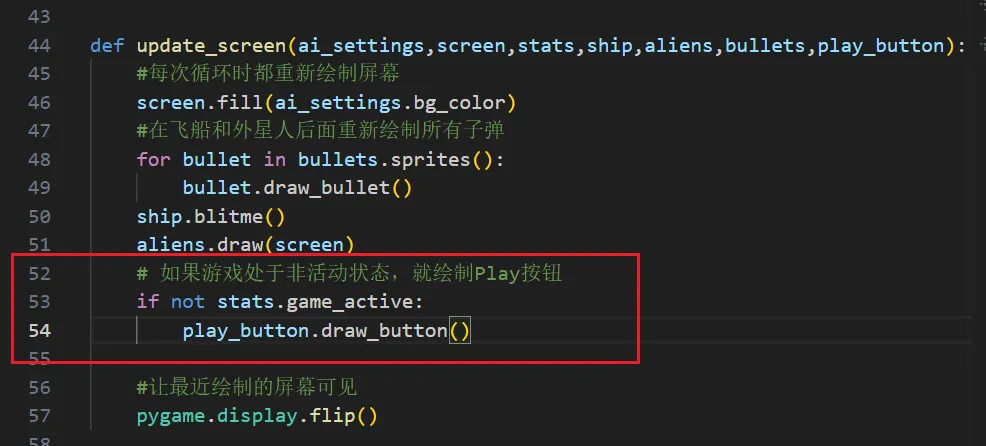 43
44 def update_screen(ai_settings,screen,stats,ship,aliens,bullets,play_button):
45 #每次循环时都重新绘制屏幕
46 screen.fill(ai_settings.bg_color)
47 #在飞船和外星人后面重新绘制所有子弹
48 for bullet in bullets.sprites():
49 bullet.draw_bullet()
50 ship.blitme()
51 aliens.draw(screen)
52 # 如果游戏处于非活动状态，就绘制Play按钮
53 if not stats.game_active:
54 play_button.draw_button()
55
56 #让最近绘制的屏幕可见
57 pygame.display.flip()
58